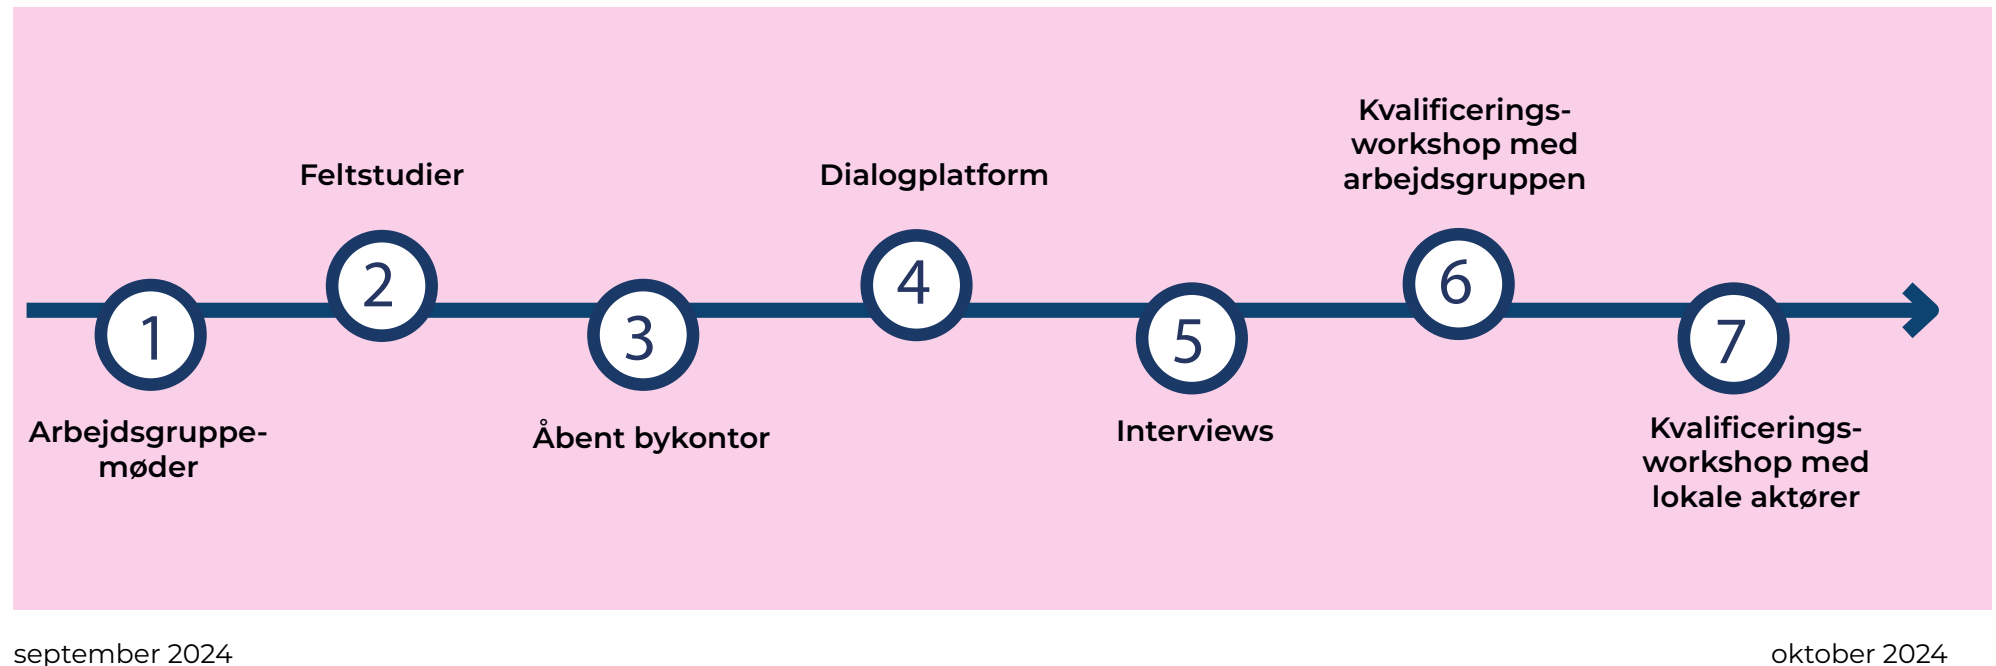 1
Arbejdsgruppe-
møder
2
Feltstudier
3
Åbent bykontor
4
Dialogplatform
5
Interviews
6
Kvalificerings-
workshop med
arbejdsgruppen
7
Kvalificerings-
workshop med
lokale aktører
september 2024
oktober 2024